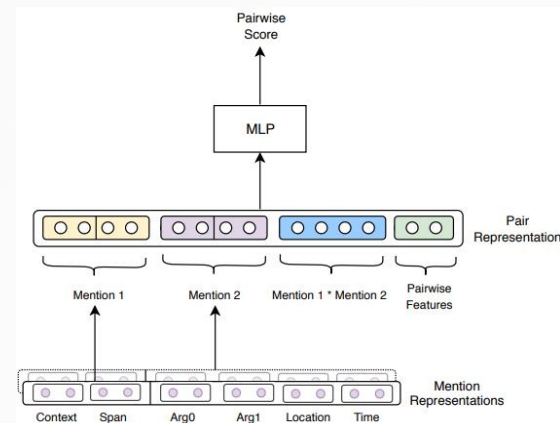 Pairwise
Score
MLP
Pair
Representation
Mention 1
Mention 2
Mention 1 * Mention 2
Pairwise
Features
Mention
Representations
Context
Span
Arg0
Arg1
Location
Time